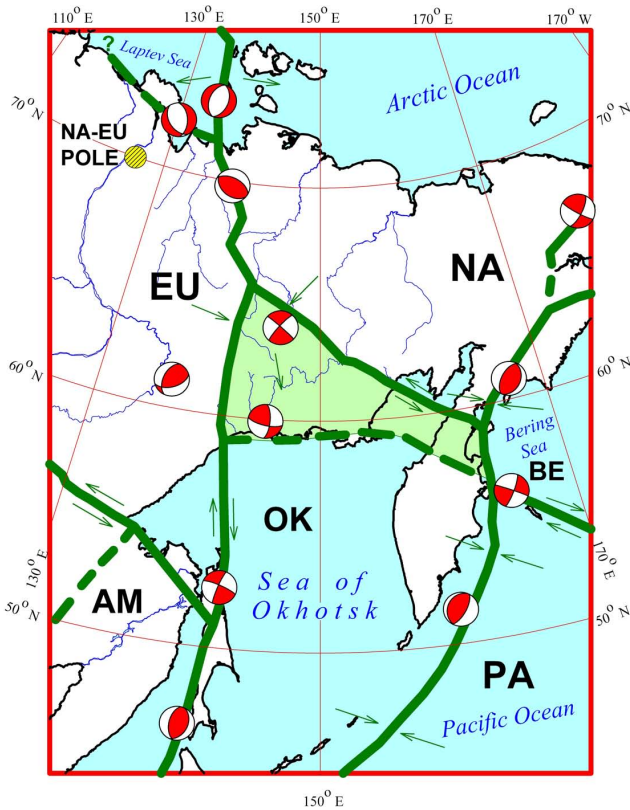 110° E
130° E
150° E
170° E
170° W
?
Laptev Sea
Arctic Ocean
70° N
70° N
NA-EU
POLE
NA
EU
60° N
60° N
Bering
Sea
BE
OK
130° E
170° E
Sea of
Okhotsk
AM
50° N
50° N
PA
Pacific Ocean
150° E